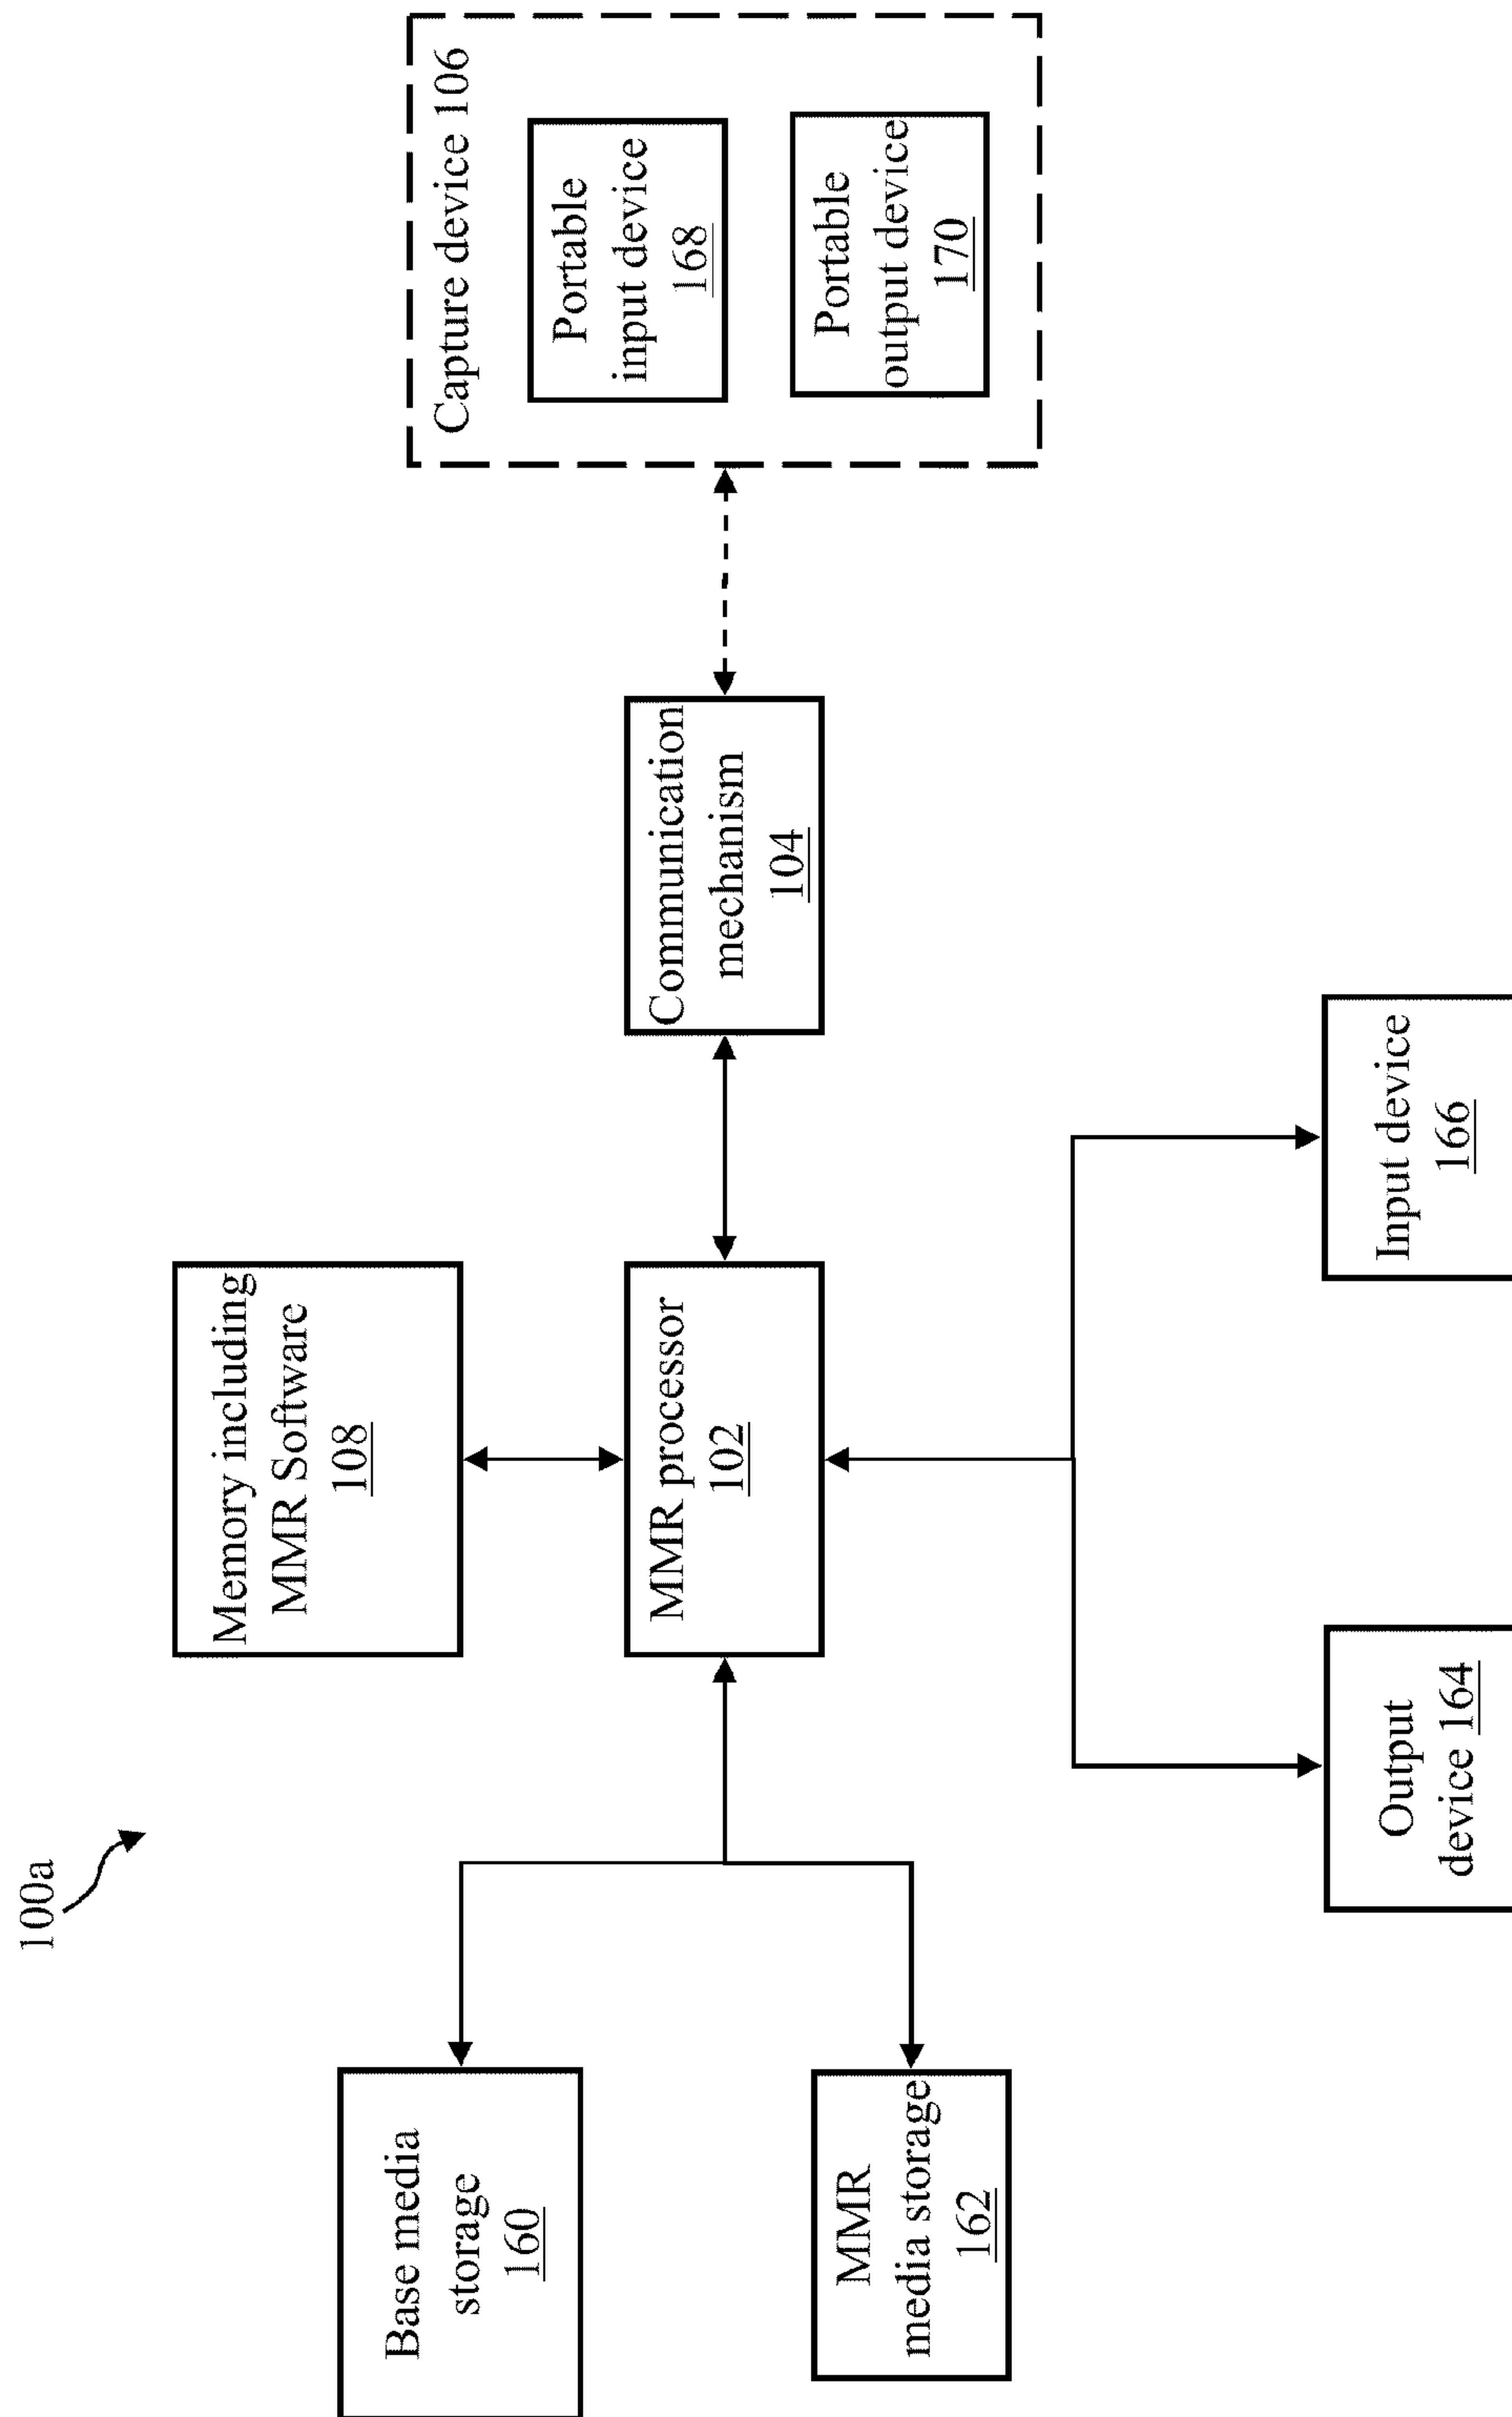 100a
Base media
storage
160
MMR
media storage
162
Memory including
MMR Software
108
MMR processor
102
Output
device 164
Input device
166
Communication
mechanism
104
Capture device 106
Portable
input device
168
Portable
output device
170